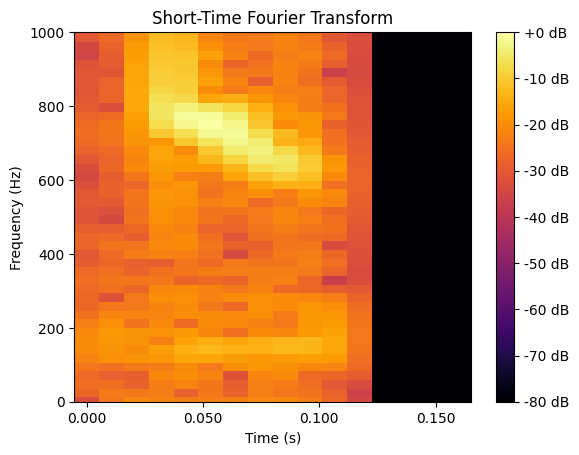 Short-Time Fourier Transform
1000
800
600
400
200
0
Frequency (Hz)
0.000
0.050
0.100
0.150
Time (s)
+0 dB
-10 dB
-20 dB
-30 dB
-40 dB
-50 dB
-60 dB
-70 dB
-80 dB